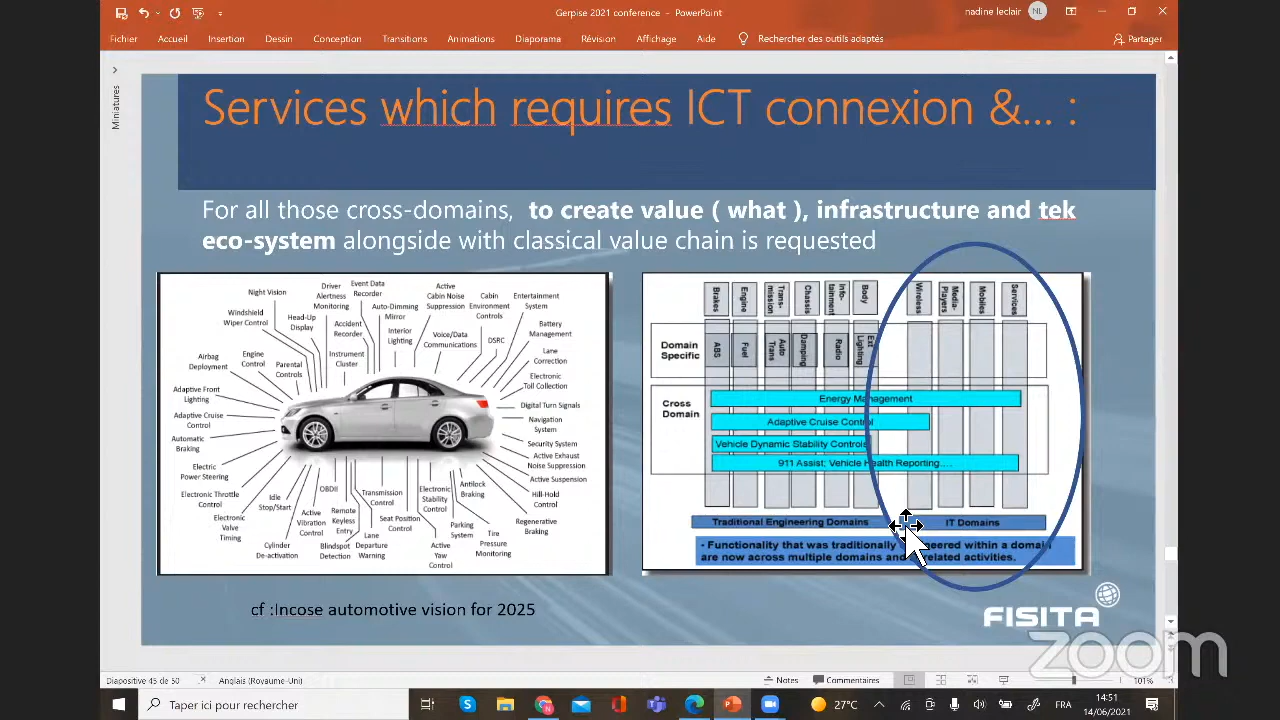 Gerpise 2021 conference - PowerPoint
nadine leclair
NL
Fichier Accueil Insertion Dessin Conception Transitions Animations Diaporama Révision Affichage Aide Rechercher des outils adaptés Partager
Miniatures
Services which requires ICT connexion &... :
For all those cross-domains, to create value ( what ), infrastructure and tek
eco-system alongside with classical value chain is requested
Night Vision
Driver
Alertness
Monitoring
Event Data
Recorder
Active
Cabin Noise
Suppression
Cabin
Environment
Controls
Entertainment
System
Windshield
Wiper Control
Head-Up
Display
Accident
Recorder
Auto-Dimming
Mirror
Interior
Lighting
Voice/Data
Communications
DSRC
Battery
Management
Airbag
Deployment
Engine
Control
Parental
Controls
Instrument
Cluster
Lane
Correction
Electronic
Toll Collection
Adaptive Front
Lighting
Digital Turn Signals
Adaptive Cruise
Control
Navigation
System
Automatic
Braking
Security System
Active Exhaust
Noise Suppression
Electric
Power Steering
Active Suspension
Electronic Throttle
Control
Idle
Stop/Start
OBDII
Transmission
Control
Electronic
Stability
Control
Antilock
Braking
Hill-Hold
Control
Electronic
Valve
Timing
Active
Vibration
Control
Remote
Keyless
Entry
Seat Position
Control
Parking
System
Regenerative
Braking
Cylinder
De-activation
Blindspot
Detection
Lane
Departure
Warning
Active
Yaw
Control
Tire
Pressure
Monitoring
Brakes
Engine
Trans-
mission
Chassis
Info-
tainment
Body
Wireless
Media-
Players
Mobiles
Services
Domain
Specific
ABS
Fuel
Auto
Trans
Damping
Radio
Ext
Lighting
Cross
Domain
Energy Management
Adaptive Cruise Control
Vehicle Dynamic Stability Controls
911 Assist; Vehicle Health Reporting....
Traditional Engineering Domains
IT Domains
- Functionality that was traditionally engineered within a domain
are now across multiple domains and related activities.
cf :Incose automotive vision for 2025
FISITA
zoom
Diapositive 45 de 50 Anglais (Royaume-Uni) Notes Commentaires 101%
Taper ici pour rechercher
27°C
FRA
14:51
14/06/2021